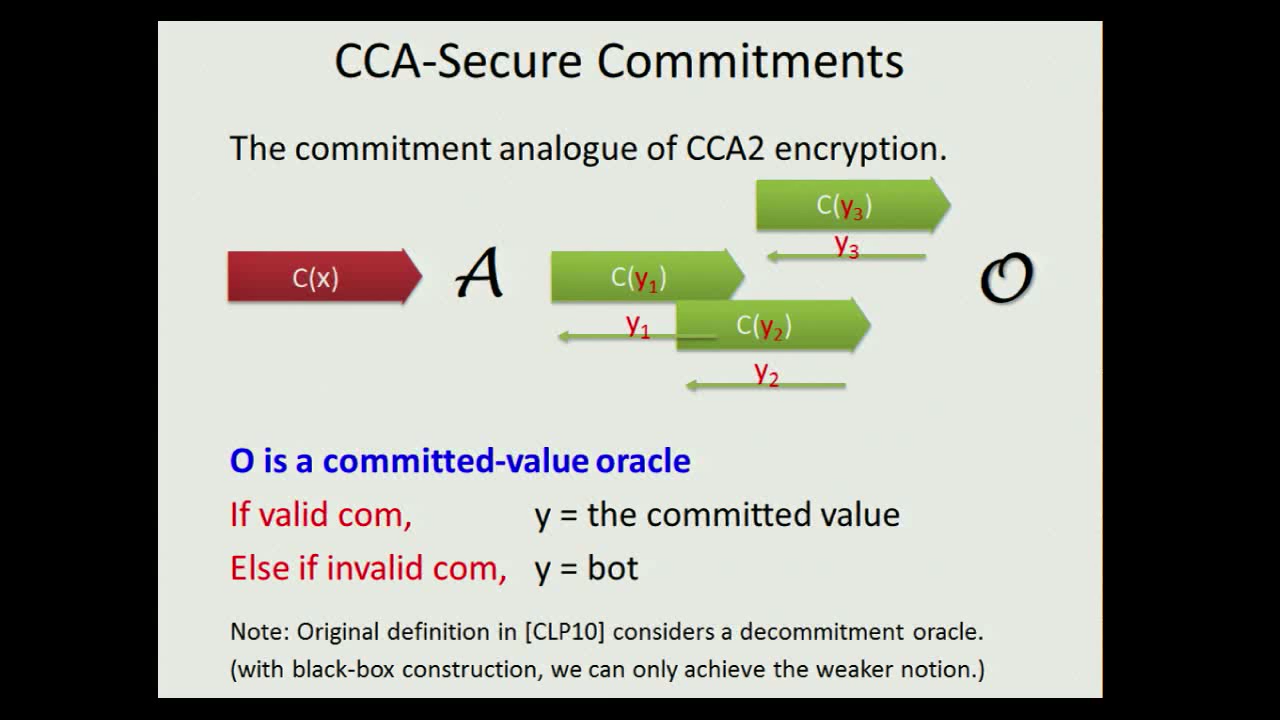 CCA-Secure Commitments
The commitment analogue of CCA2 encryption.
C(y₃)
y₃
C(x)
A
C(y₁)
O
y₁
C(y₂)
y₂
O is a committed-value oracle
If valid com, y = the committed value
Else if invalid com, y = bot
Note: Original definition in [CLP10] considers a decommitment oracle.
(with black-box construction, we can only achieve the weaker notion.)